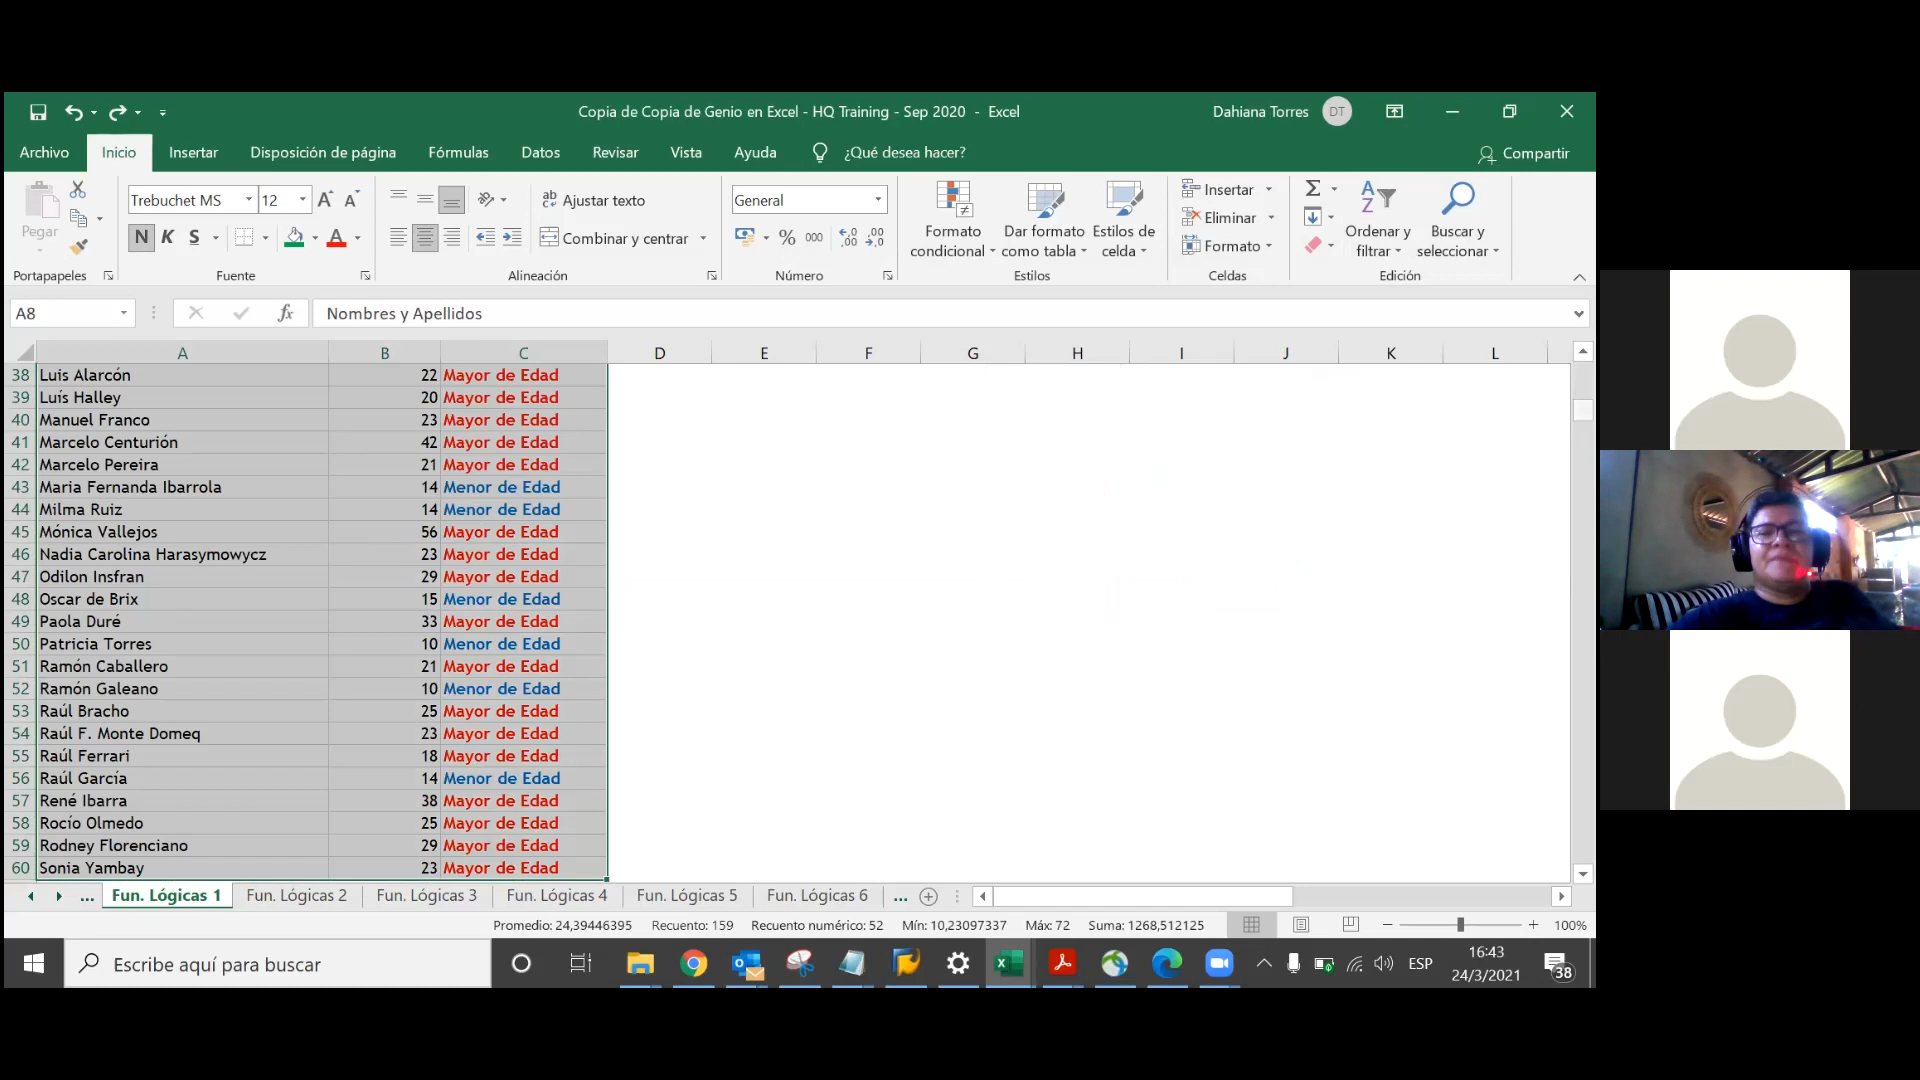 Copia de Copia de Genio en Excel - HQ Training - Sep 2020 - Excel
Dahiana Torres DT
Archivo Inicio Insertar Disposición de página Fórmulas Datos Revisar Vista Ayuda ¿Qué desea hacer? Compartir
Trebuchet MS 12 A A ab Ajustar texto General Insertar Σ
Pegar Formato condicional Dar formato como tabla Estilos de celda Eliminar Ordenar y filtrar Buscar y seleccionar
N K S A Combinar y centrar % 000 Formato
Portapapeles Fuente Alineación Número Estilos Celdas Edición
A8 fx Nombres y Apellidos
A B C D E F G H I J K L
38 Luis Alarcón 22 Mayor de Edad
39 Luís Halley 20 Mayor de Edad
40 Manuel Franco 23 Mayor de Edad
41 Marcelo Centurión 42 Mayor de Edad
42 Marcelo Pereira 21 Mayor de Edad
43 Maria Fernanda Ibarrola 14 Menor de Edad
44 Milma Ruiz 14 Menor de Edad
45 Mónica Vallejos 56 Mayor de Edad
46 Nadia Carolina Harasymowycz 23 Mayor de Edad
47 Odilon Insfran 29 Mayor de Edad
48 Oscar de Brix 15 Menor de Edad
49 Paola Duré 33 Mayor de Edad
50 Patricia Torres 10 Menor de Edad
51 Ramón Caballero 21 Mayor de Edad
52 Ramón Galeano 10 Menor de Edad
53 Raúl Bracho 25 Mayor de Edad
54 Raúl F. Monte Domeq 23 Mayor de Edad
55 Raúl Ferrari 18 Mayor de Edad
56 Raúl García 14 Menor de Edad
57 René Ibarra 38 Mayor de Edad
58 Rocío Olmedo 25 Mayor de Edad
59 Rodney Florenciano 29 Mayor de Edad
60 Sonia Yambay 23 Mayor de Edad
... Fun. Lógicas 1 Fun. Lógicas 2 Fun. Lógicas 3 Fun. Lógicas 4 Fun. Lógicas 5 Fun. Lógicas 6 ...
Promedio: 24,39446395 Recuento: 159 Recuento numérico: 52 Mín: 10,23097337 Máx: 72 Suma: 1268,512125 100%
Escribe aquí para buscar ESP 16:43
24/3/2021 38